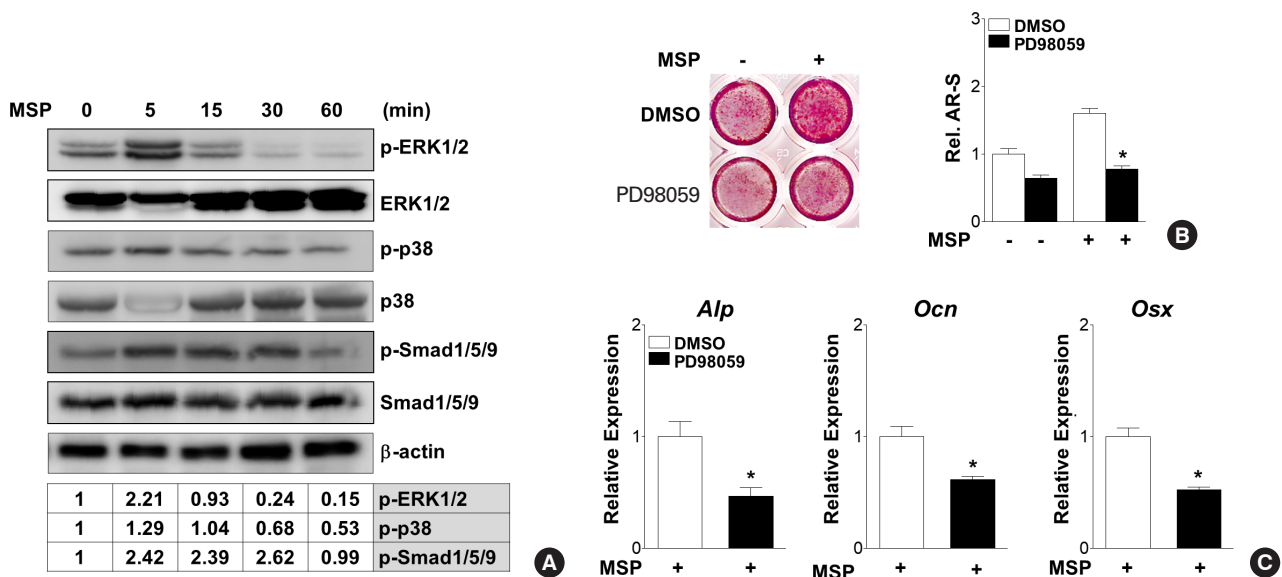 MSP 0 5 15 30 60 (min)
p-ERK1/2
ERK1/2
p-p38
p38
p-Smad1/5/9
Smad1/5/9
β-actin
1 2.21 0.93 0.24 0.15 p-ERK1/2
1 1.29 1.04 0.68 0.53 p-p38
1 2.42 2.39 2.62 0.99 p-Smad1/5/9
A
MSP - +
DMSO
PD98059
3
2
1
0
Rel. AR-S
DMSO
PD98059
*
MSP - - + +
B
Alp
2
1
0
Relative Expression
DMSO
PD98059
*
MSP + +
Ocn
2
1
0
Relative Expression
*
MSP + +
Osx
2
1
0
Relative Expression
*
MSP + +
C